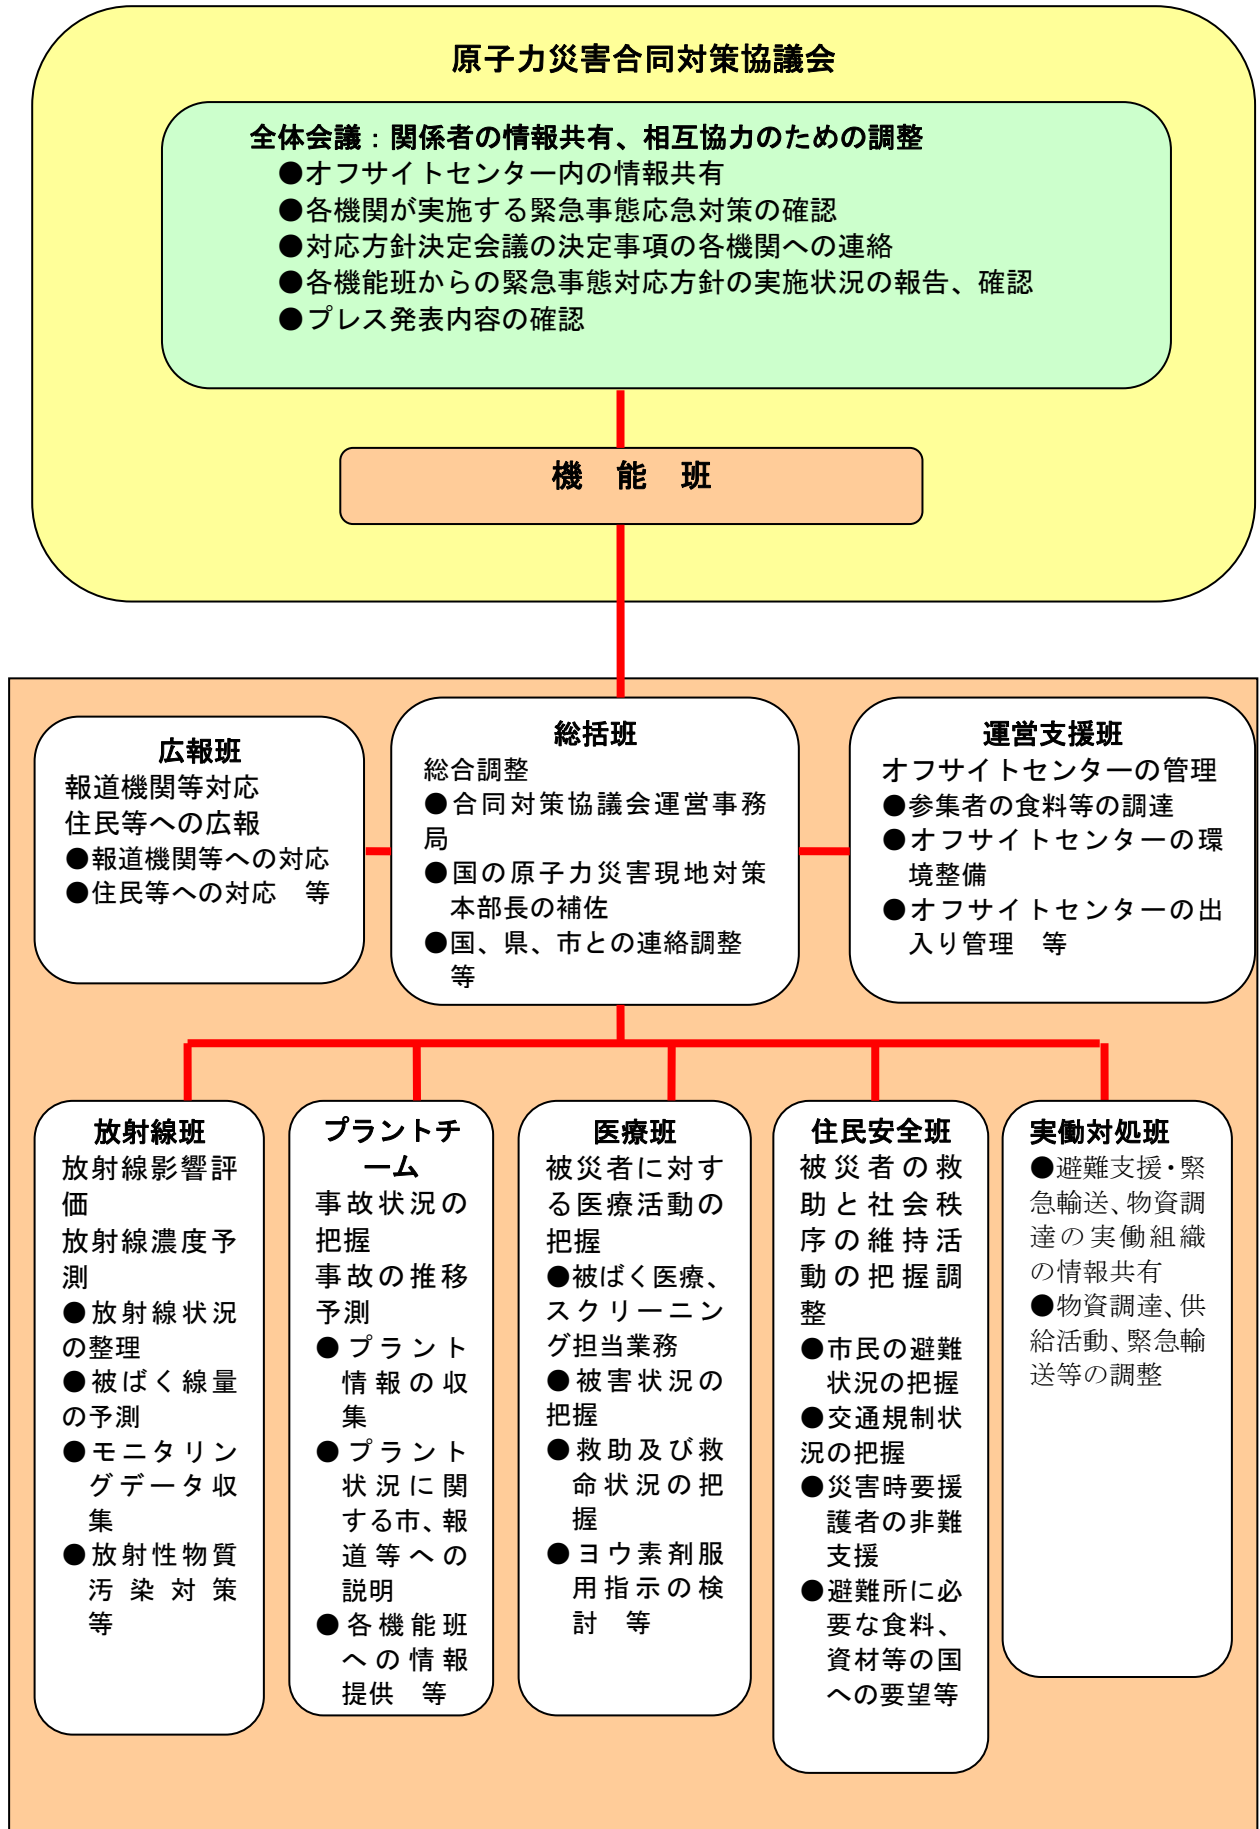 原子力災害合同対策協議会
全体会議：関係者の情報共有、相互協力のための調整
●オフサイトセンター内の情報共有
●各機関が実施する緊急事態応急対策の確認
●対応方針決定会議の決定事項の各機関への連絡
●各機能班からの緊急事態対応方針の実施状況の報告、確認
●プレス発表内容の確認
機　能　班
広報班
報道機関等対応
住民等への広報
●報道機関等への対応
●住民等への対応　等
総括班
総合調整
●合同対策協議会運営事務
局
●国の原子力災害現地対策
本部長の補佐
●国、県、市との連絡調整
等
運営支援班
オフサイトセンターの管理
●参集者の食料等の調達
●オフサイトセンターの環
境整備
●オフサイトセンターの出
入り管理　等
放射線班
放射線影響評
価
放射線濃度予
測
●放射線状況
の整理
●被ばく線量
の予測
●モニタリン
グデータ収
集
●放射性物質
汚染対策
等
プラントチ
ーム
事故状況の
把握
事故の推移
予測
●プラント
情報の収
集
●プラント
状況に関
する市、報
道等への
説明
●各機能班
への情報
提供　等
医療班
被災者に対す
る医療活動の
把握
●被ばく医療、
スクリーニン
グ担当業務
●被害状況の
把握
●救助及び救
命状況の把
握
●ヨウ素剤服
用指示の検
討　等
住民安全班
被災者の救
助と社会秩
序の維持活
動の把握調
整
●市民の避難
状況の把握
●交通規制状
況の把握
●災害時要援
護者の非難
支援
●避難所に必
要な食料、
資材等の国
への要望等
実働対処班
●避難支援・緊
急輸送、物資調
達の実働組織
の情報共有
●物資調達、供
給活動、緊急輸
送等の調整